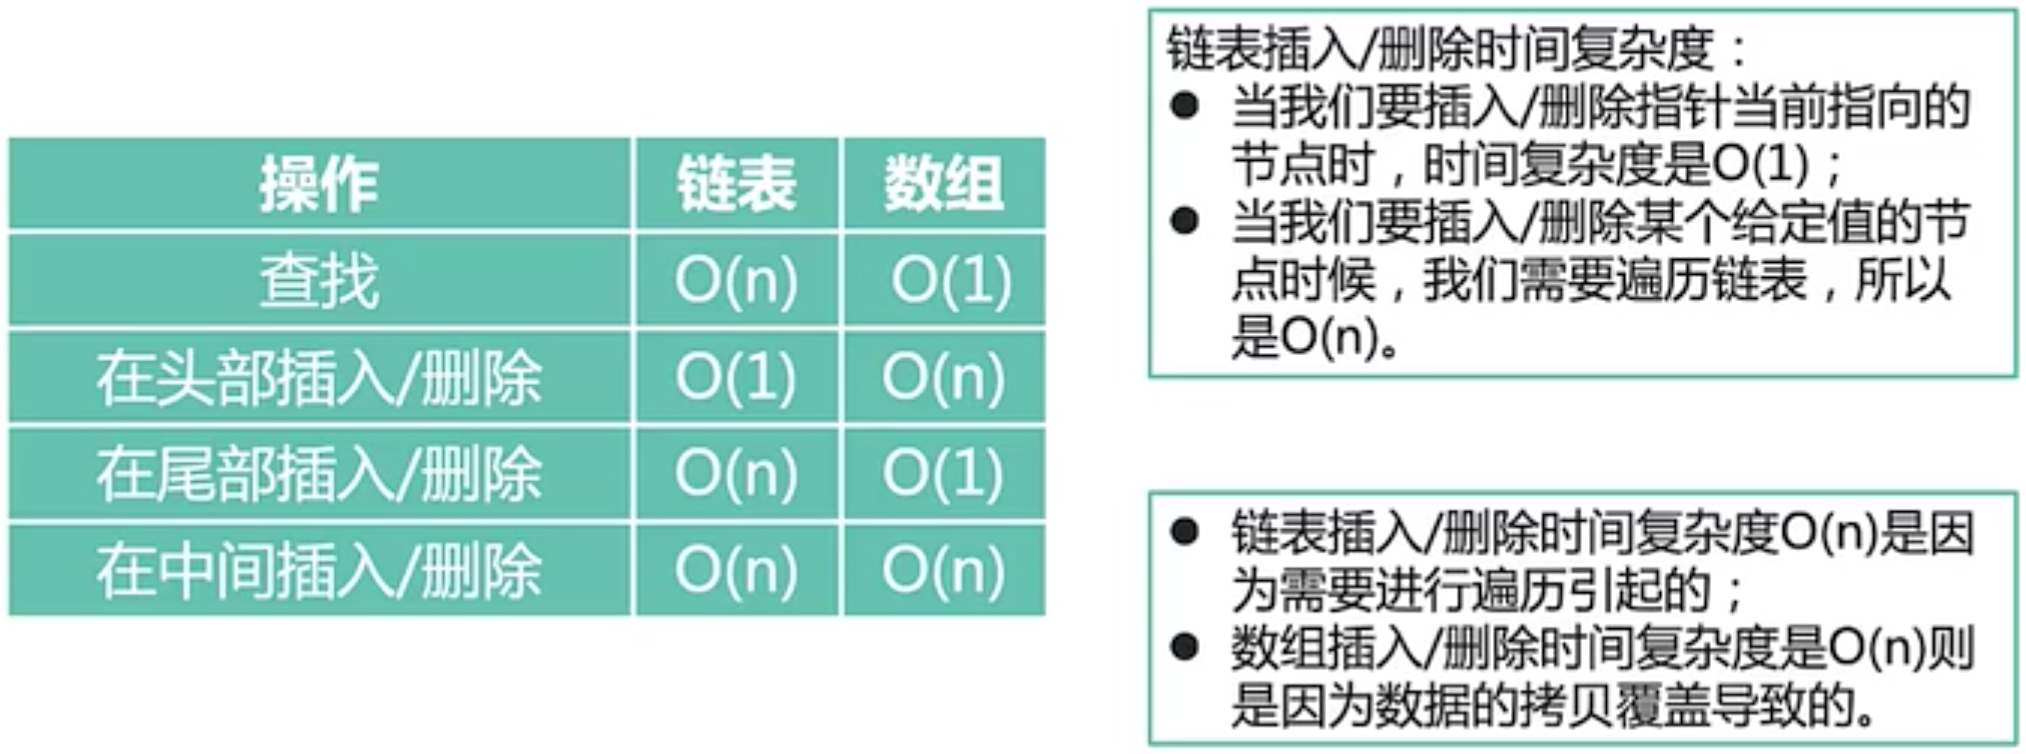 操作 链表 数组
查找 O(n) O(1)
在头部插入/删除 O(1) O(n)
在尾部插入/删除 O(n) O(1)
在中间插入/删除 O(n) O(n)
链表插入/删除时间复杂度：
● 当我们要插入/删除指针当前指向的
节点时，时间复杂度是O(1)；
● 当我们要插入/删除某个给定值的节
点时候，我们需要遍历链表，所以
是O(n)。
● 链表插入/删除时间复杂度O(n)是因
为需要进行遍历引起的；
● 数组插入/删除时间复杂度是O(n)则
是因为数据的拷贝覆盖导致的。